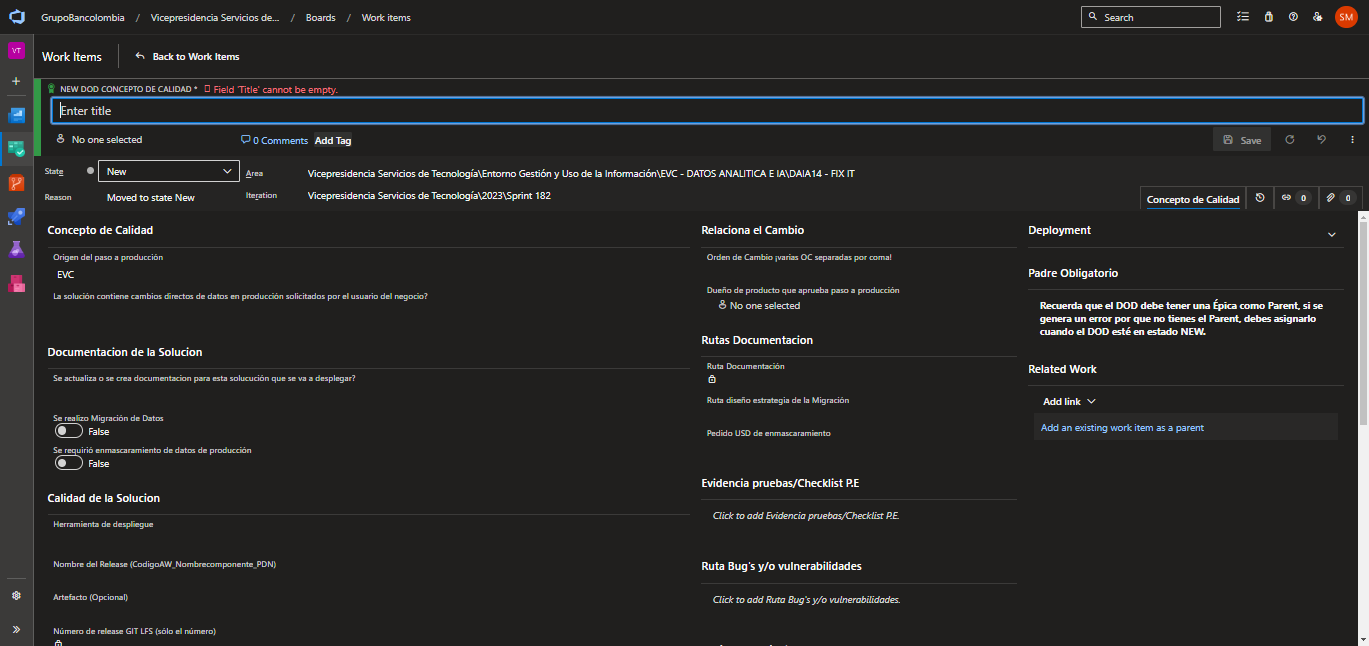 GrupoBancolombia / Vicepresidencia Servicios de... / Boards / Work items
Search
SM
VT
Work Items
Back to Work Items
NEW DOD CONCEPTO DE CALIDAD * Field 'Title' cannot be empty.
Enter title
No one selected
0 Comments
Add Tag
Save
State
New
Area
Vicepresidencia Servicios de Tecnología\Entorno Gestión y Uso de la Información\EVC - DATOS ANALITICA E IA\DAIA14 - FIX IT
Reason
Moved to state New
Iteration
Vicepresidencia Servicios de Tecnología\2023\Sprint 182
Concepto de Calidad
0
0
Concepto de Calidad
Origen del paso a producción
EVC
La solución contiene cambios directos de datos en producción solicitados por el usuario del negocio?
Documentacion de la Solucion
Se actualiza o se crea documentacion para esta solucución que se va a desplegar?
Se realizo Migración de Datos
False
Se requirió enmascaramiento de datos de producción
False
Calidad de la Solucion
Herramienta de despliegue
Nombre del Release (CodigoAW_Nombrecomponente_PDN)
Artefacto (Opcional)
Número de release GIT LFS (sólo el número)
Relaciona el Cambio
Orden de Cambio ¡varias OC separadas por coma!
Dueño de producto que aprueba paso a producción
No one selected
Rutas Documentacion
Ruta Documentación
Ruta diseño estrategia de la Migración
Pedido USD de enmascaramiento
Evidencia pruebas/Checklist P.E
Click to add Evidencia pruebas/Checklist P.E.
Ruta Bug's y/o vulnerabilidades
Click to add Ruta Bug's y/o vulnerabilidades.
Deployment
Padre Obligatorio
Recuerda que el DOD debe tener una Épica como Parent, si se
genera un error por que no tienes el Parent, debes asignarlo
cuando el DOD esté en estado NEW.
Related Work
Add link
Add an existing work item as a parent